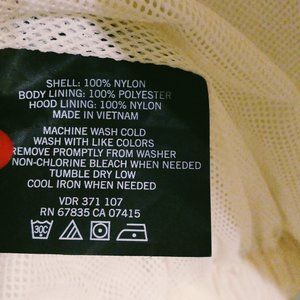 SHELL: 100% NYLON
BODY LINING: 100% POLYESTER
HOOD LINING: 100% NYLON
MADE IN VIETNAM
MACHINE WASH COLD
WASH WITH LIKE COLORS
REMOVE PROMPTLY FROM WASHER
NON-CHLORINE BLEACH WHEN NEEDED
TUMBLE DRY LOW
COOL IRON WHEN NEEDED
VDR 371 107
RN 67835 CA 07415
30C